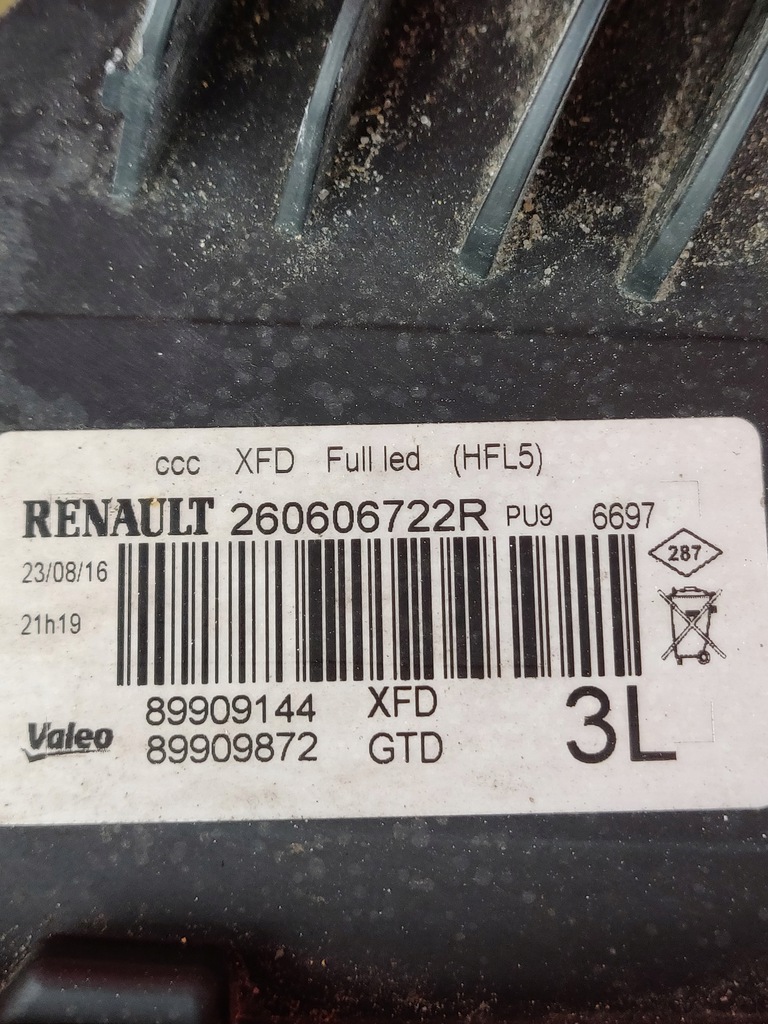 ccc XFD Full led (HFL5)
RENAULT 260606722R PU9 6697
23/08/16
287
21h19
89909144 XFD
3L
Valeo
89909872 GTD